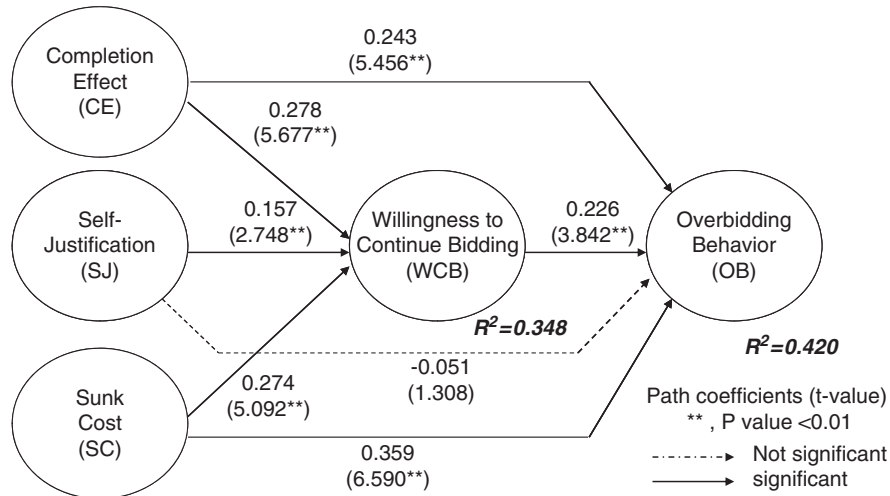 Completion
Effect
(CE)
0.243
(5.456**)
0.278
(5.677**)
Self-
Justification
(SJ)
0.157
(2.748**)
Willingness to
Continue Bidding
(WCB)
0.226
(3.842**)
Overbidding
Behavior
(OB)
R²=0.348
R²=0.420
-0.051
(1.308)
Sunk
Cost
(SC)
0.274
(5.092**)
0.359
(6.590**)
Path coefficients (t-value)
** , P value <0.01
Not significant
significant